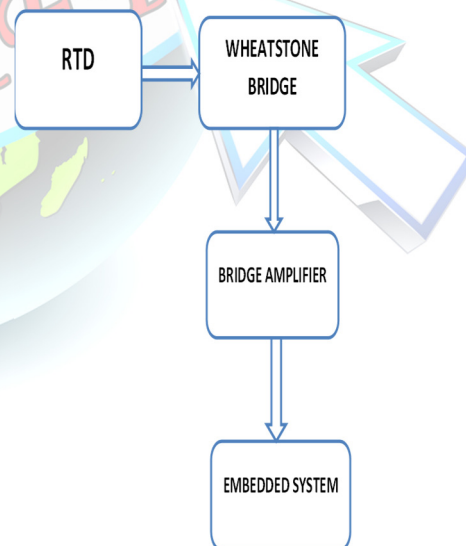 RTD
WHEATSTONE
BRIDGE
BRIDGE AMPLIFIER
EMBEDDED SYSTEM